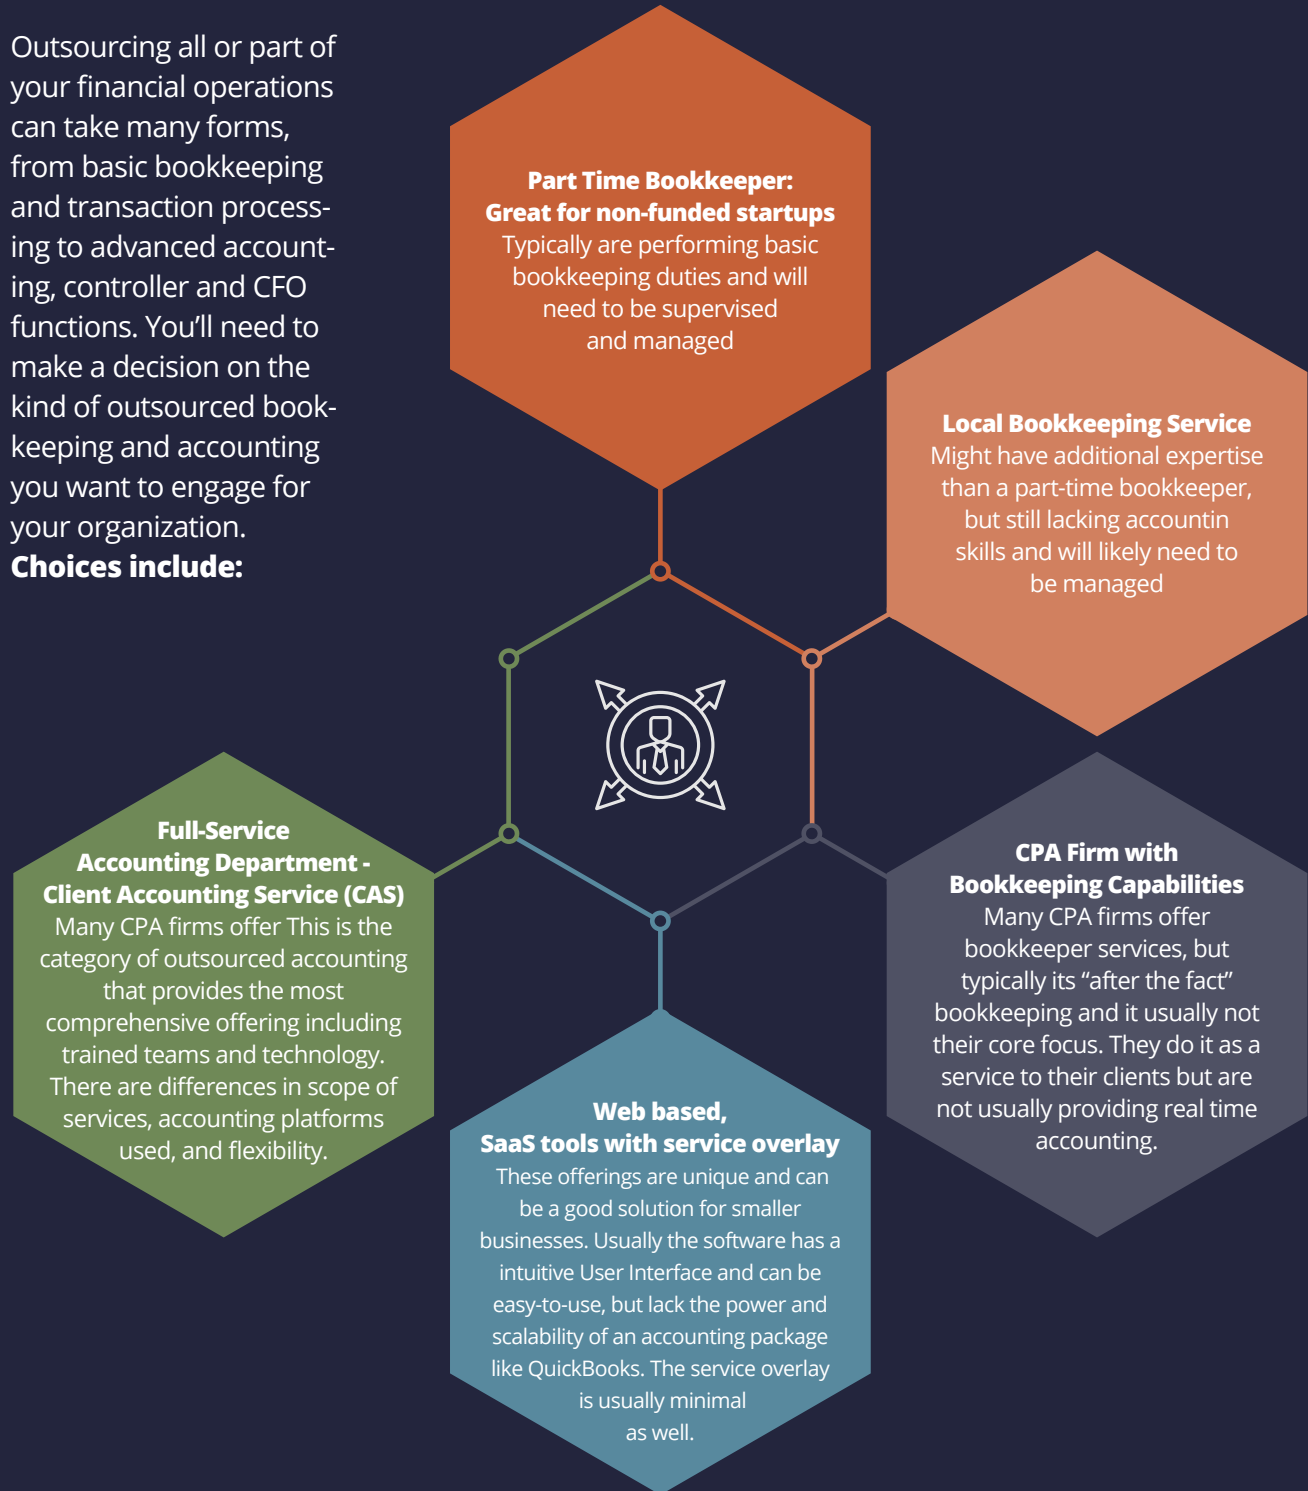 Outsourcing all or part of
your financial operations
can take many forms,
from basic bookkeeping
and transaction process-
ing to advanced account-
ing, controller and CFO
functions. You’ll need to
make a decision on the
kind of outsourced book-
keeping and accounting
you want to engage for
your organization.
Choices include:
Part Time Bookkeeper:
Great for non-funded startups
Typically are performing basic
bookkeeping duties and will
need to be supervised
and managed
Local Bookkeeping Service
Might have additional expertise
than a part-time bookkeeper,
but still lacking accountin
skills and will likely need to
be managed
CPA Firm with
Bookkeeping Capabilities
Many CPA firms offer
bookkeeper services, but
typically its “after the fact”
bookkeeping and it usually not
their core focus. They do it as a
service to their clients but are
not usually providing real time
accounting.
Web based,
SaaS tools with service overlay
These offerings are unique and can
be a good solution for smaller
businesses. Usually the software has a
intuitive User Interface and can be
easy-to-use, but lack the power and
scalability of an accounting package
like QuickBooks. The service overlay
is usually minimal
as well.
Full-Service
Accounting Department -
Client Accounting Service (CAS)
Many CPA firms offer This is the
category of outsourced accounting
that provides the most
comprehensive offering including
trained teams and technology.
There are differences in scope of
services, accounting platforms
used, and flexibility.